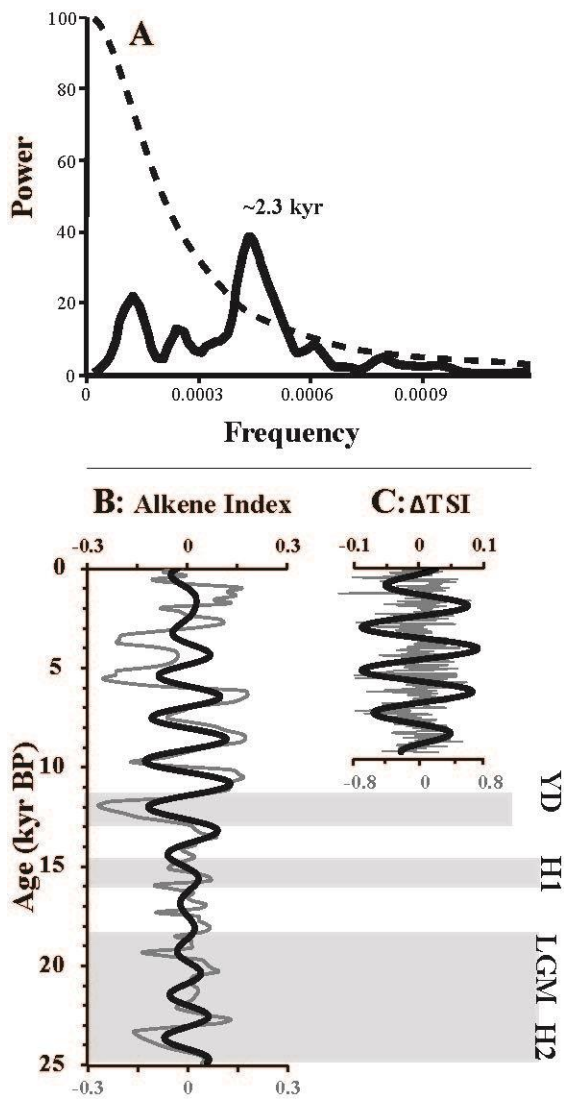 100
A
80
Power
60
~2.3 kyr
40
20
0
0 0.0003 0.0006 0.0009
Frequency
B: Alkene Index C: ΔTSI
-0.3 0 0.3 -0.1 0 0.1
0
5
10
-0.8 0 0.8
Age (kyr BP)
YD
15
H1
20
LGM H2
25
-0.3 0 0.3